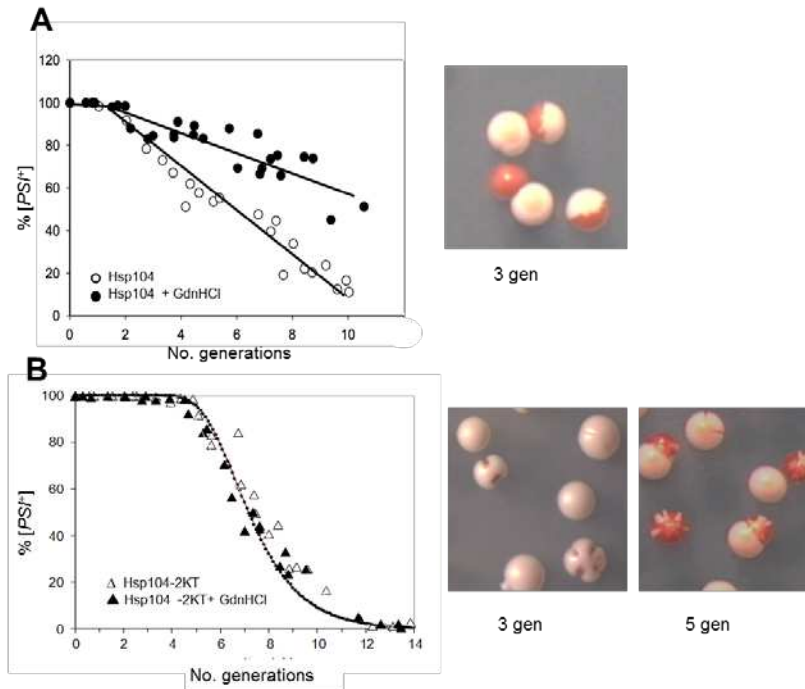 A
120
100
80
60
40
20
0
% [PSI⁺]
Hsp104
Hsp104 + GdnHCl
0 2 4 6 8 10
No. generations
3 gen
B
100
80
60
40
20
0
% [PSI⁺]
Hsp104-2KT
Hsp104 -2KT+ GdnHCl
0 2 4 6 8 10 12 14
No. generations
3 gen
5 gen